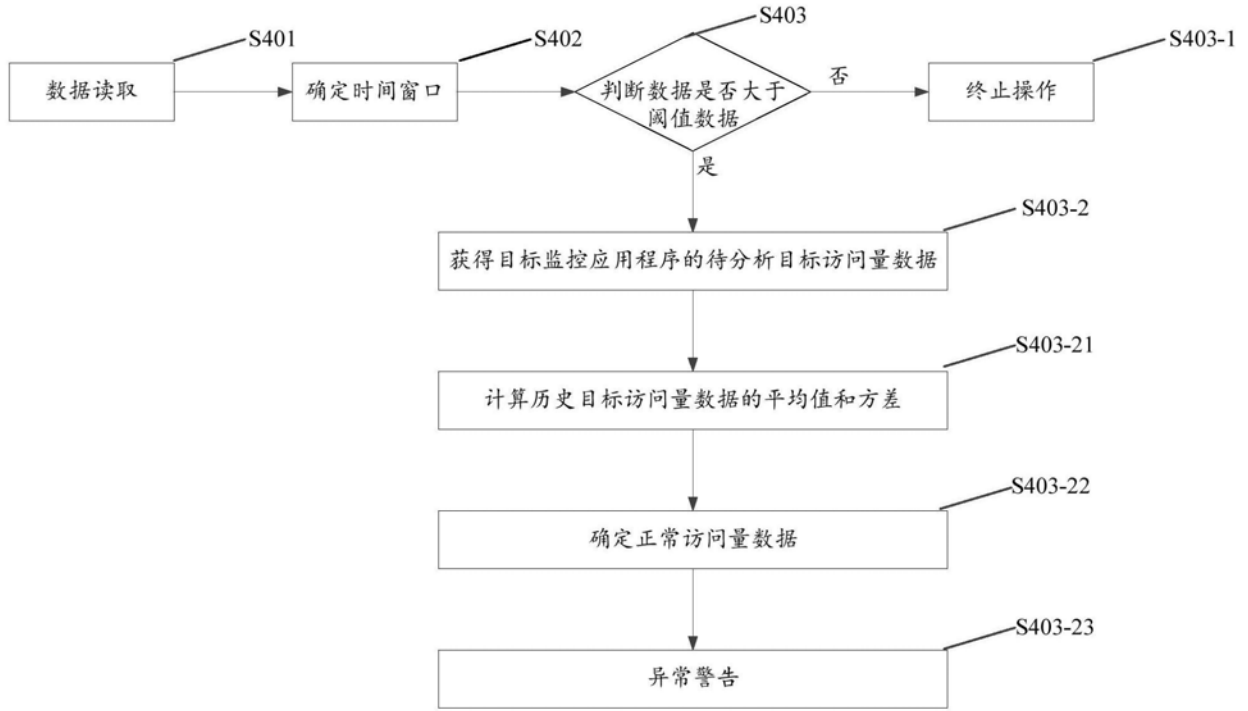 S401
S402
S403
S403-1
数据读取
确定时间窗口
判断数据是否大于
阈值数据
否
终止操作
是
S403-2
获得目标监控应用程序的待分析目标访问量数据
S403-21
计算历史目标访问量数据的平均值和方差
S403-22
确定正常访问量数据
S403-23
异常警告